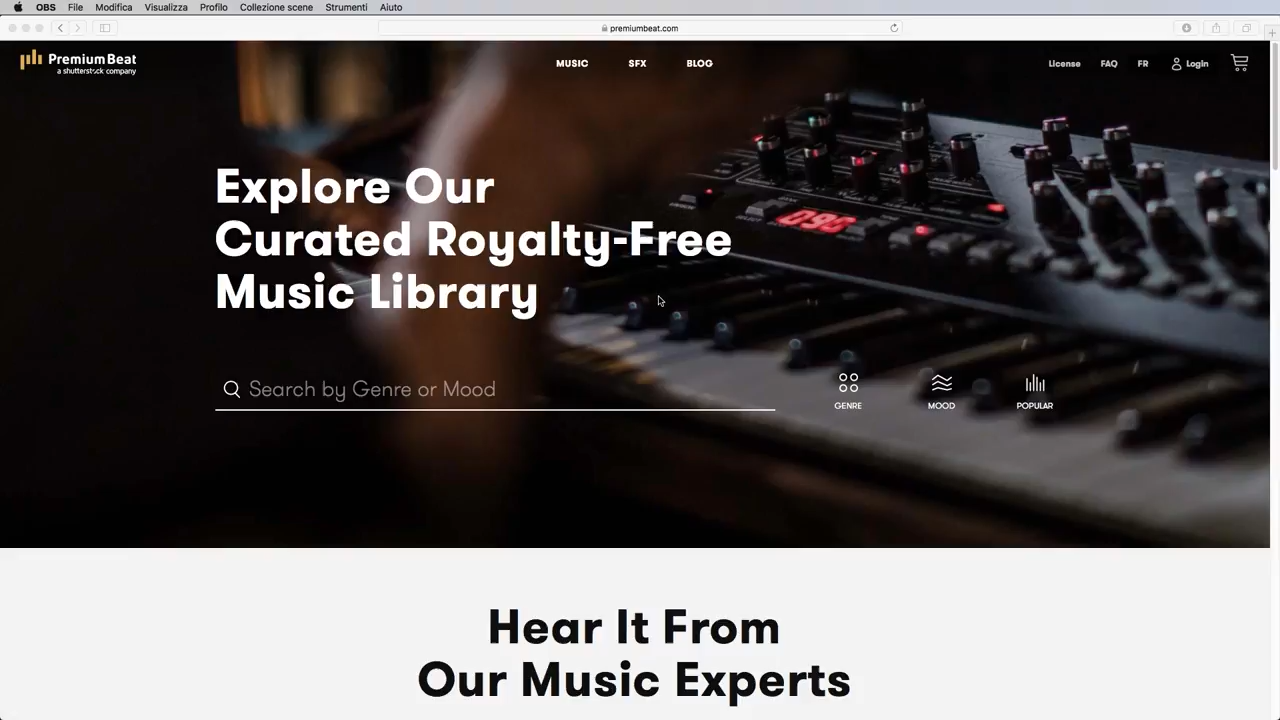 OBS File Modifica Visualizza Profilo Collezione scene Strumenti Aiuto
premiumbeat.com
PremiumBeat
a shutterstock company
MUSIC SFX BLOG
License FAQ FR Login
096
Explore Our
Curated Royalty-Free
Music Library
Search by Genre or Mood
GENRE MOOD POPULAR
Hear It From
Our Music Experts